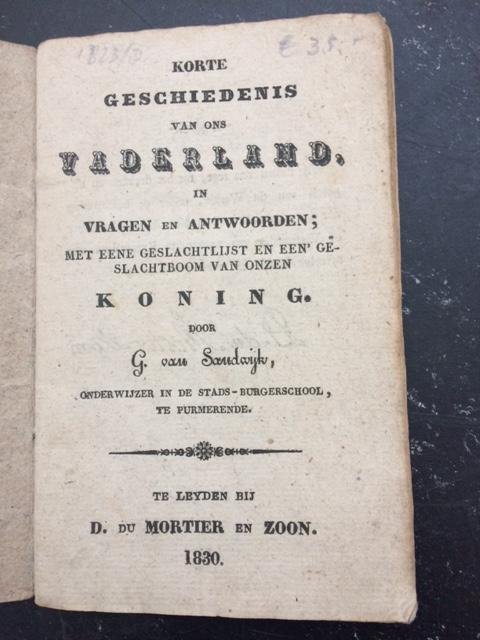 € 35.-
KORTE
GESCHIEDENIS
VAN ONS
VADERLAND,
IN
VRAGEN EN ANTWOORDEN;
MET EENE GESLACHTLIJST EN EEN' GE-
SLACHTBOOM VAN ONZEN
KONING.
DOOR
G. van Sandwijk,
ONDERWIJZER IN DE STADS-BURGERSCHOOL,
TE PURMERENDE.
TE LEYDEN BIJ
D. DU MORTIER EN ZOON.
1830.